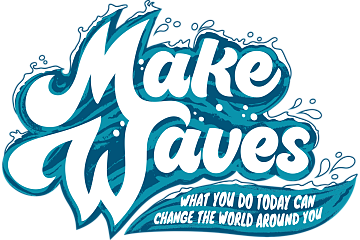 Make
Waves
WHAT YOU DO TODAY CAN
CHANGE THE WORLD AROUND YOU